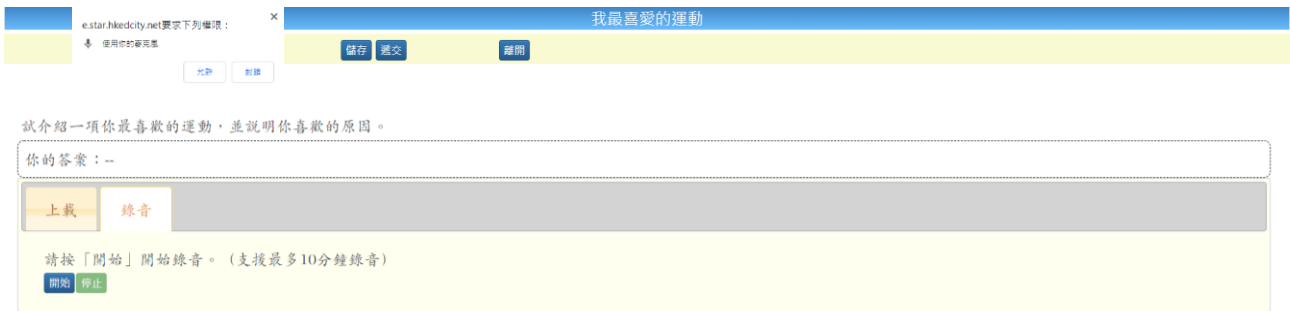 e.star.hkedcity.net要求下列權限：
×
使用你的麥克風
允許 封鎖
我最喜愛的運動
儲存 遞交 離開
試介紹一項你最喜歡的運動，並說明你喜歡的原因。
你的答案：--
上載 錄音
請按「開始」開始錄音。（支援最多10分鐘錄音）
開始 停止